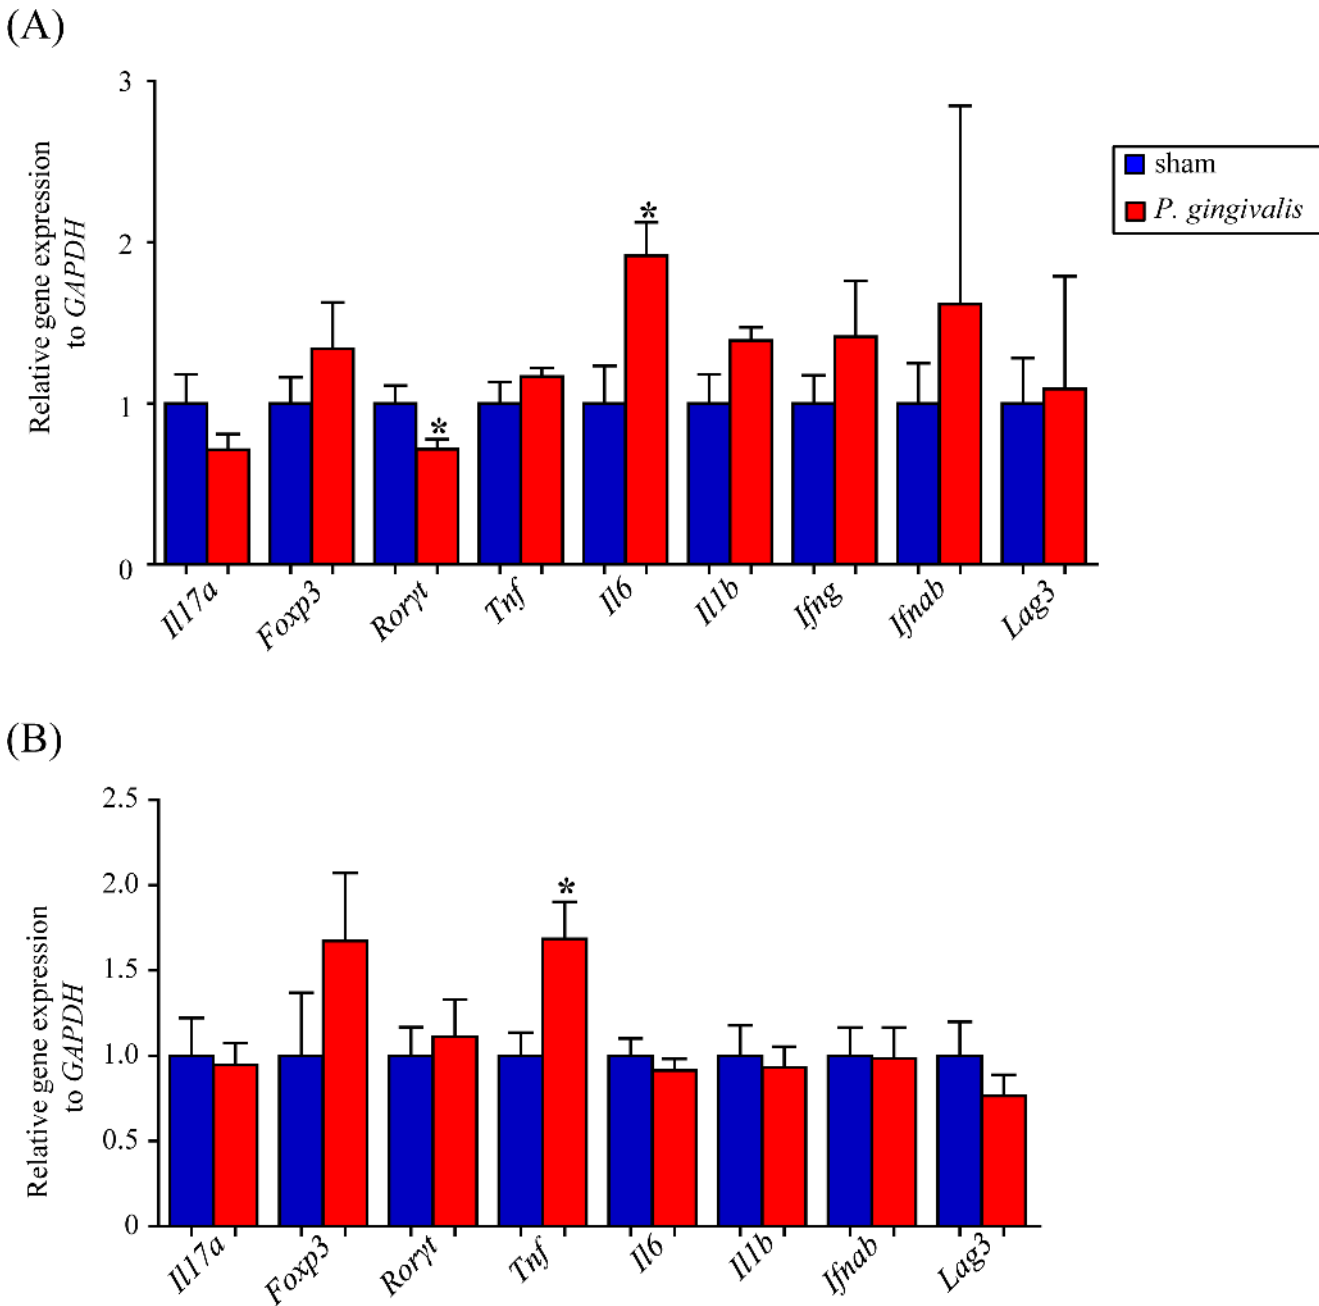 (A)
3
2
1
0
Relative gene expression
to GAPDH
*
*
sham
P. gingivalis
Il17a
Foxp3
Rorγt
Tnf
Il6
Il1b
Ifng
Ifnab
Lag3
(B)
2.5
2.0
1.5
1.0
0.5
0
Relative gene expression
to GAPDH
*
Il17a
Foxp3
Rorγt
Tnf
Il6
Il1b
Ifnab
Lag3